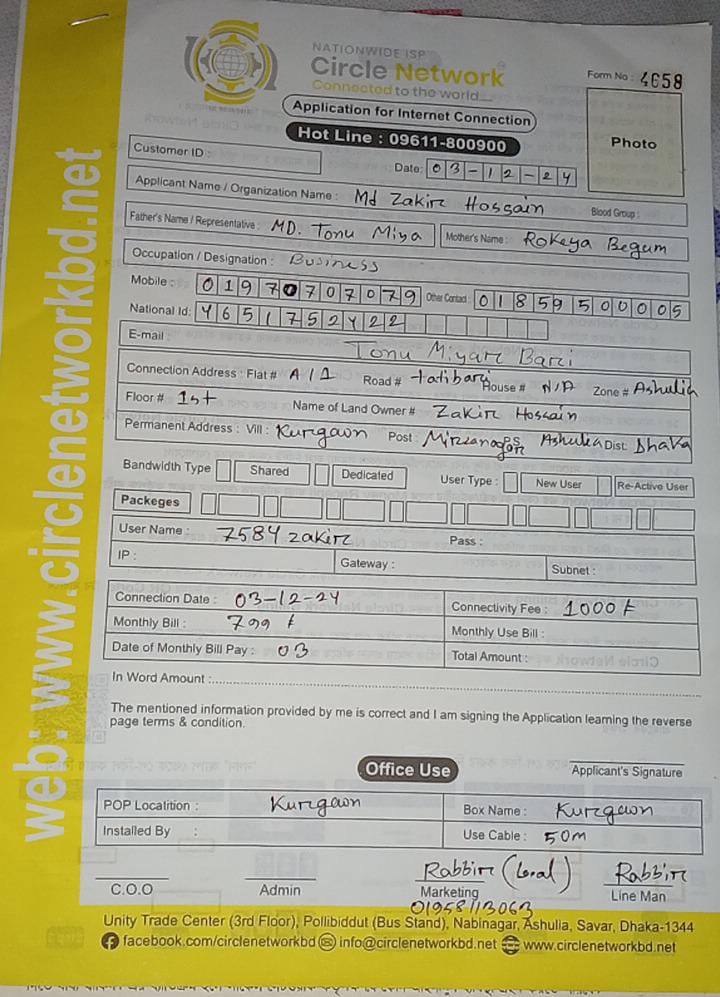 NATIONWIDE ISP
Circle Network
Connected to the world....
Form No : 4658
Application for Internet Connection
Hot Line : 09611-800900
Photo
Customer ID :
Date: 03-12-24
Applicant Name / Organization Name : Md Zakir Hossain Blood Group :
Father's Name / Representative : MD. Tonu Miya Mother's Name : Rokeya Begum
Occupation / Designation : Business
Mobile : 01970707079 Other Contact : 01859500005
National Id: 4651752422
E-mail : Tonu Miyar Bari
Connection Address : Flat # A/1 Road # House # N/A Zone # Ashulia
Floor # 1st Name of Land Owner # Zakir Hossain
Permanent Address : Vill : Kurgaon Post : P.S Ashulia Dist: Dhaka
Bandwidth Type Shared Dedicated User Type : New User Re-Active User
Packeges
User Name : 7584 zakir Pass :
IP : Gateway : Subnet :
Connection Date : 03-12-24 Connectivity Fee : 1000 t
Monthly Bill : 799 t Monthly Use Bill :
Date of Monthly Bill Pay : 03 Total Amount :
In Word Amount :
The mentioned information provided by me is correct and I am signing the Application learning the reverse
page terms & condition.
Office Use
Applicant's Signature
POP Locatrition : Kurgaon Box Name : Kurgaon
Installed By : Use Cable : 50m
Rabbir (Local) Rabbir
C.O.O Admin Marketing Line Man
01958113063
Unity Trade Center (3rd Floor), Pollibiddut (Bus Stand), Nabinagar, Ashulia, Savar, Dhaka-1344
facebook.com/circlenetworkbd info@circlenetworkbd.net www.circlenetworkbd.net
web: www.circlenetworkbd.net